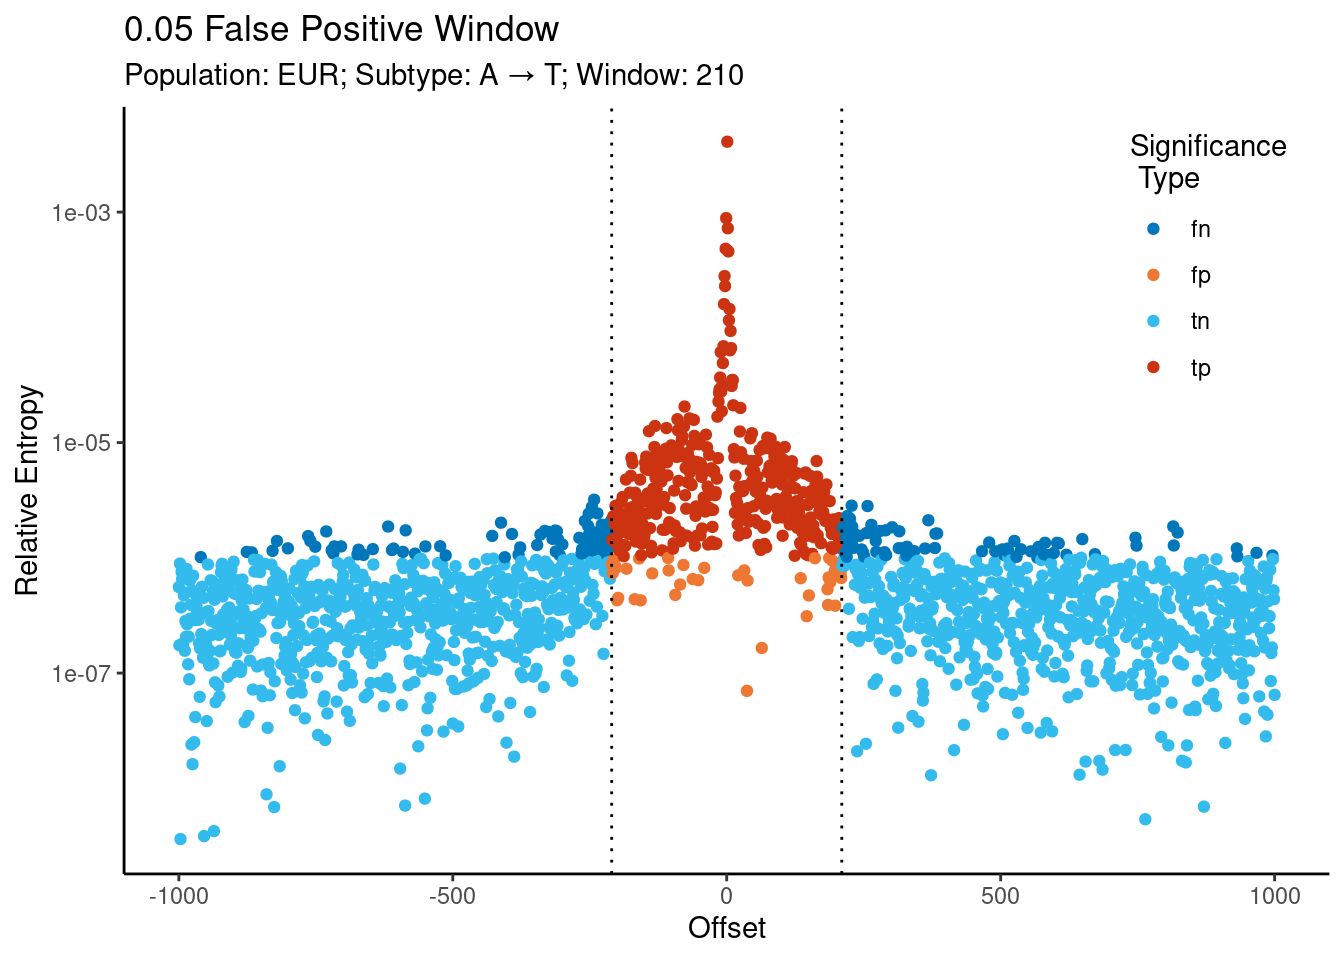 0.05 False Positive Window
Population: EUR; Subtype: A → T; Window: 210
Significance
Type
fn
fp
tn
tp
1e-03
1e-05
1e-07
Relative Entropy
-1000
-500
0
500
1000
Offset